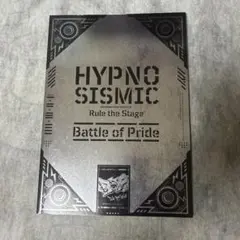 HYPNO
SISMIC
Rule the Stage
Battle of Pride